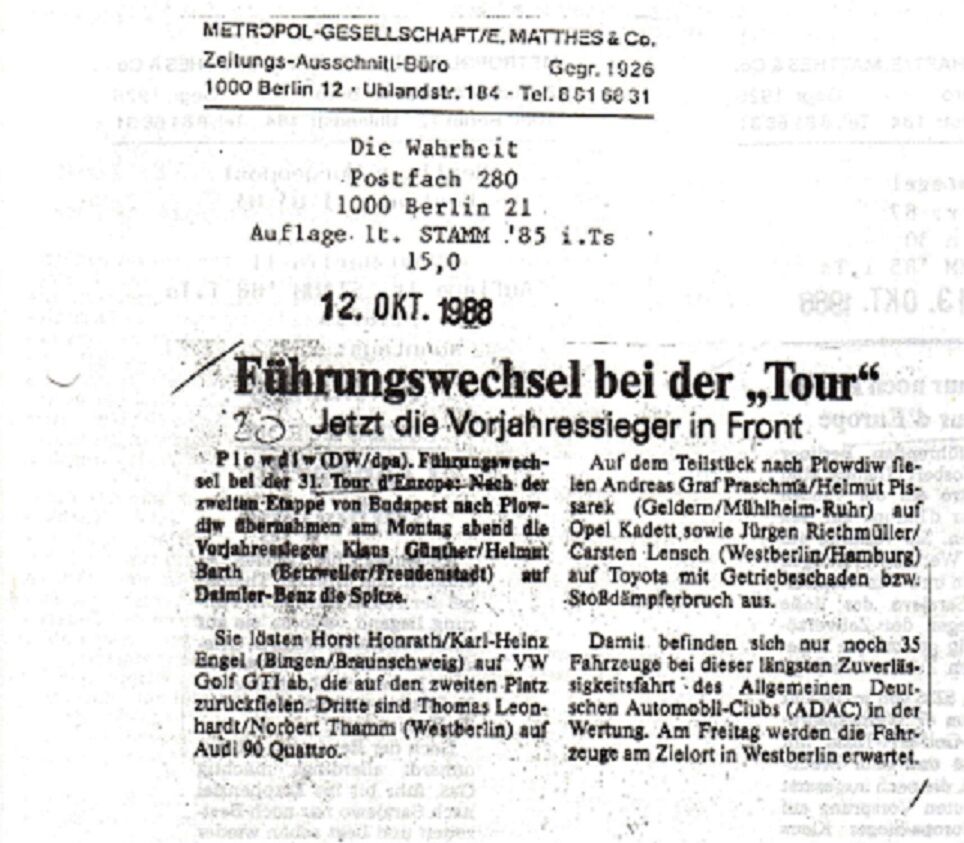 METROPOL-GESELLSCHAFT/E. MATTHES & Co.
Zeitungs-Ausschnitt-Büro Gegr. 1926
1000 Berlin 12 - Uhlandstr. 184 - Tel. 8 81 68 31
Die Wahrheit
Postfach 280
1000 Berlin 21
Auflage lt. STAMM '85 i.Ts
15,0
12. OKT. 1988
Führungswechsel bei der „Tour“
Jetzt die Vorjahressieger in Front
Plowdiw (DW/dpa). Führungswech-
sel bei der 31. Tour d'Europe: Nach der
zweiten Etappe von Budapest nach Plow-
diw übernahmen am Montag abend die
Vorjahressieger Klaus Günther/Helmut
Barth (Betzweiler/Freudenstadt) auf
Daimler-Benz die Spitze.
Sie lösten Horst Honrath/Karl-Heinz
Engel (Bingen/Braunschweig) auf VW
Golf GTI ab, die auf den zweiten Platz
zurückfielen. Dritte sind Thomas Leon-
hardt/Norbert Thamm (Westberlin) auf
Audi 90 Quattro.
Auf dem Teilstück nach Plowdiw fie-
len Andreas Graf Praschma/Helmut Pis-
sarek (Geldern/Mühlheim-Ruhr) auf
Opel Kadett sowie Jürgen Riethmüller/
Carsten Lensch (Westberlin/Hamburg)
auf Toyota mit Getriebeschaden bzw.
Stoßdämpferbruch aus.
Damit befinden sich nur noch 35
Fahrzeuge bei dieser längsten Zuverläs-
sigkeitsfahrt des Allgemeinen Deut-
schen Automobil-Clubs (ADAC) in der
Wertung. Am Freitag werden die Fahr-
zeuge am Zielort in Westberlin erwartet.